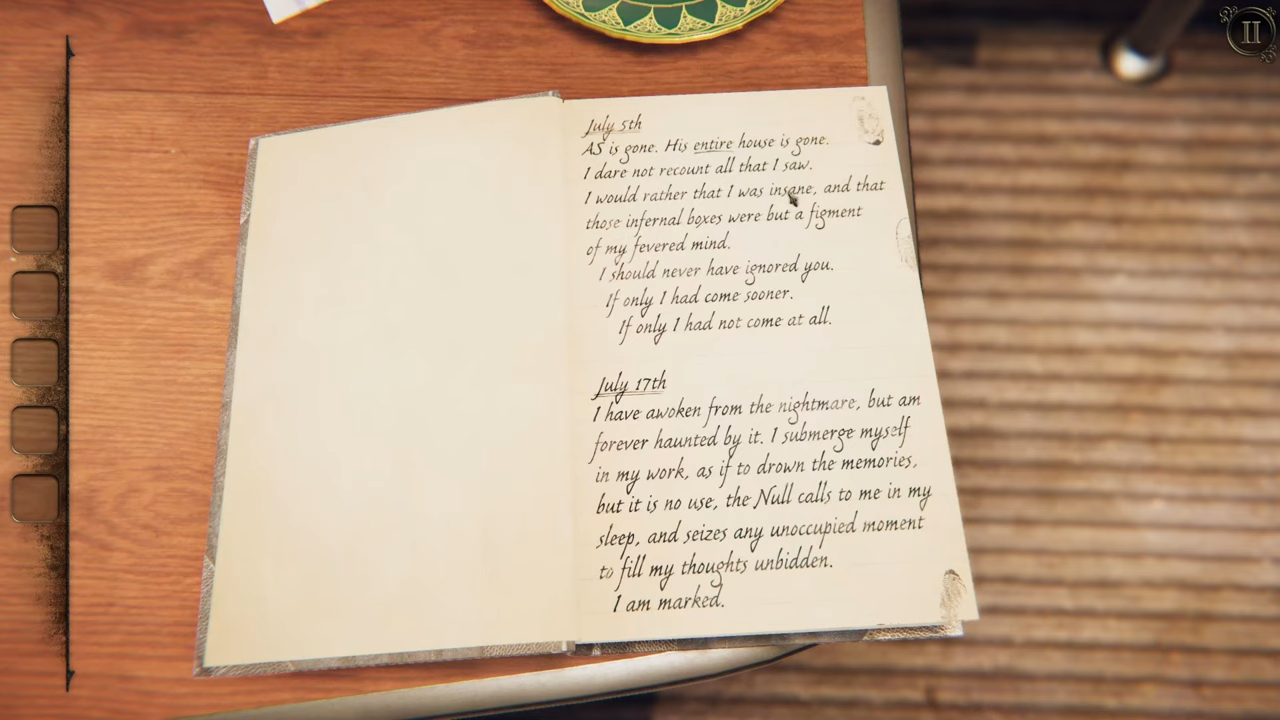 II
July 5th
AS is gone. His entire house is gone.
I dare not recount all that I saw.
I would rather that I was insane, and that
those infernal boxes were but a figment
of my fevered mind.
I should never have ignored you.
If only I had come sooner.
If only I had not come at all.
July 17th
I have awoken from the nightmare, but am
forever haunted by it. I submerge myself
in my work, as if to drown the memories,
but it is no use, the Null calls to me in my
sleep, and seizes any unoccupied moment
to fill my thoughts unbidden.
I am marked.